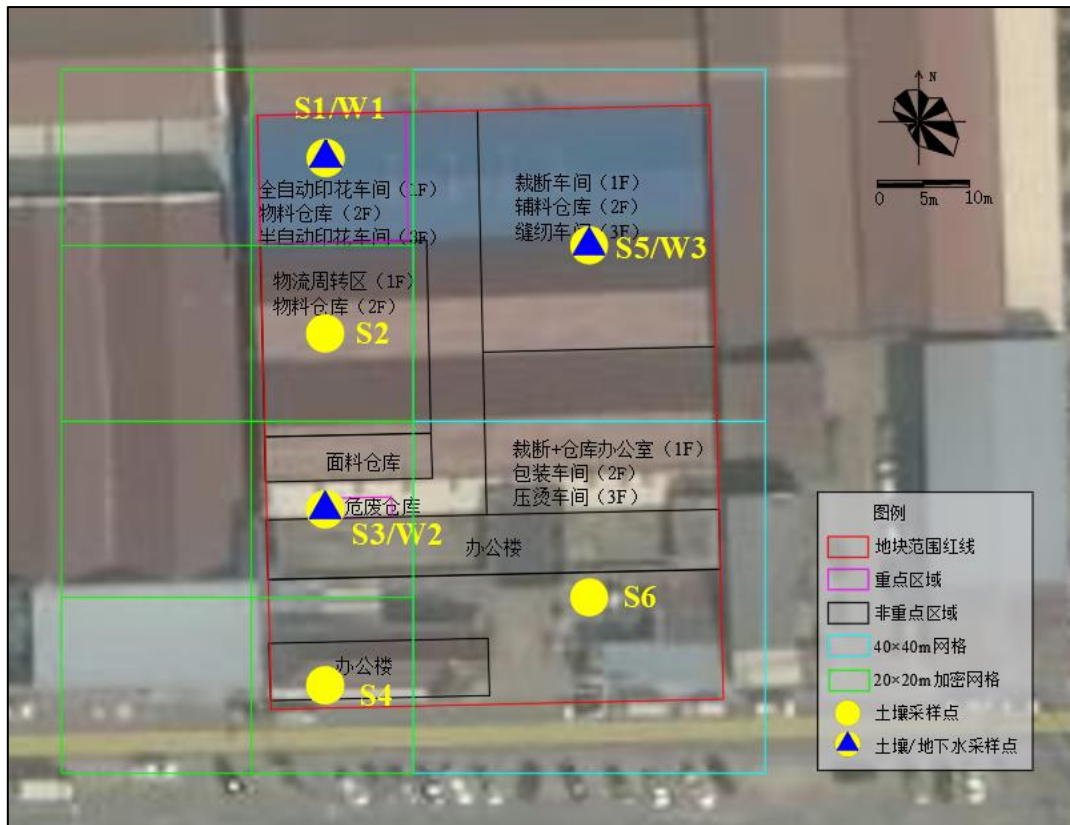 N
0 5m 10m
S1/W1
全自动印花车间（1F）
物料仓库（2F）
半自动印花车间（3F）
裁断车间（1F）
辅料仓库（2F）
缝纫车间（3F）
S5/W3
物流周转区（1F）
物料仓库（2F）
S2
面料仓库
裁断+仓库办公室（1F）
包装车间（2F）
压烫车间（3F）
危废仓库
S3/W2
办公楼
S6
办公楼
S4
图例
地块范围红线
重点区域
非重点区域
40×40m网格
20×20m加密网格
土壤采样点
土壤/地下水采样点